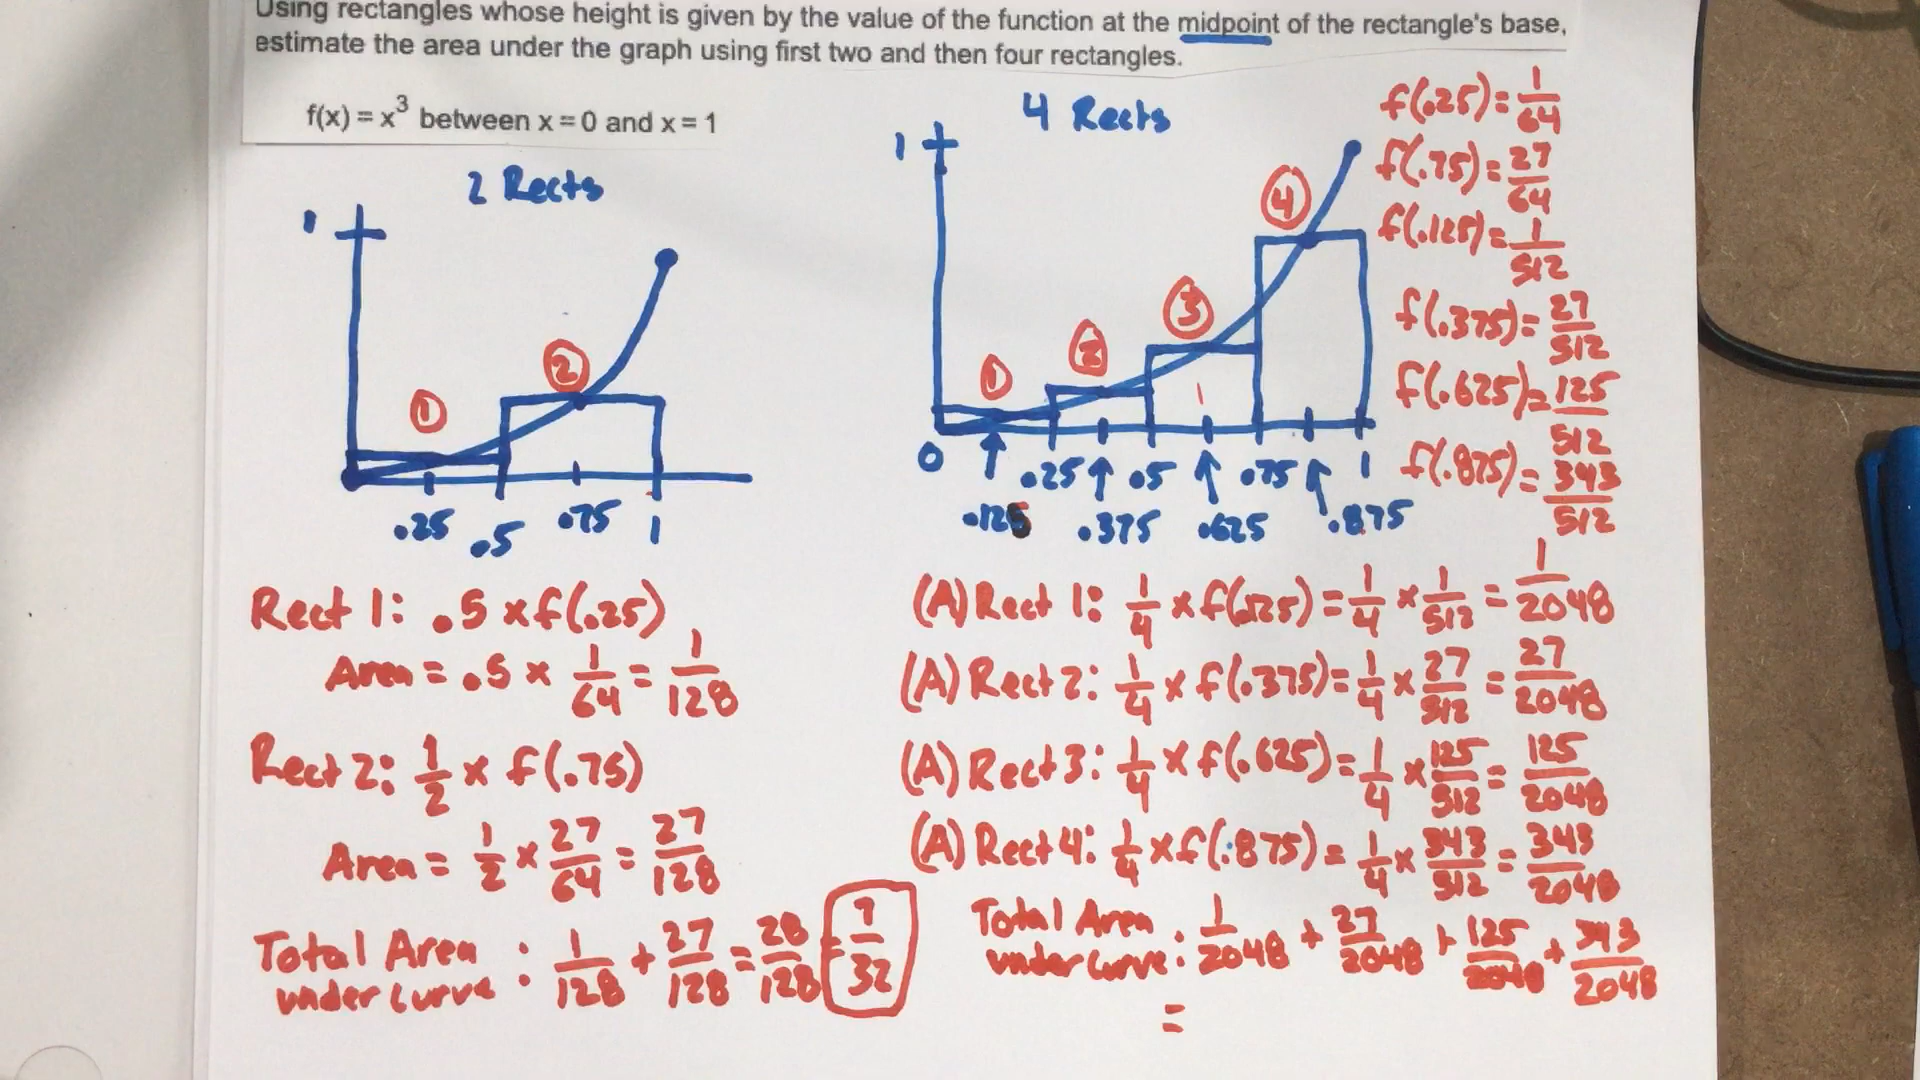 Using rectangles whose height is given by the value of the function at the midpoint of the rectangle's base,
estimate the area under the graph using first two and then four rectangles.
f(x) = x³ between x = 0 and x = 1
2 Rects
1
1
2
.25 .5 .75 1
Rect 1: .5 × f(.25)
Area = .5 × 1/64 = 1/128
Rect 2: 1/2 × f(.75)
Area = 1/2 × 27/64 = 27/128
Total Area under curve : 1/128 + 27/128 = 28/128 = 7/32
4 Rects
1
1
2
3
4
0 .25 .5 .75 1
.125 .375 .625 .875
f(.25) = 1/64
f(.75) = 27/64
f(.125) = 1/512
f(.375) = 27/512
f(.625) = 125/512
f(.875) = 343/512
(A) Rect 1: 1/4 × f(.125) = 1/4 × 1/512 = 1/2048
(A) Rect 2: 1/4 × f(.375) = 1/4 × 27/512 = 27/2048
(A) Rect 3: 1/4 × f(.625) = 1/4 × 125/512 = 125/2048
(A) Rect 4: 1/4 × f(.875) = 1/4 × 343/512 = 343/2048
Total Area under curve : 1/2048 + 27/2048 + 125/2048 + 343/2048
=